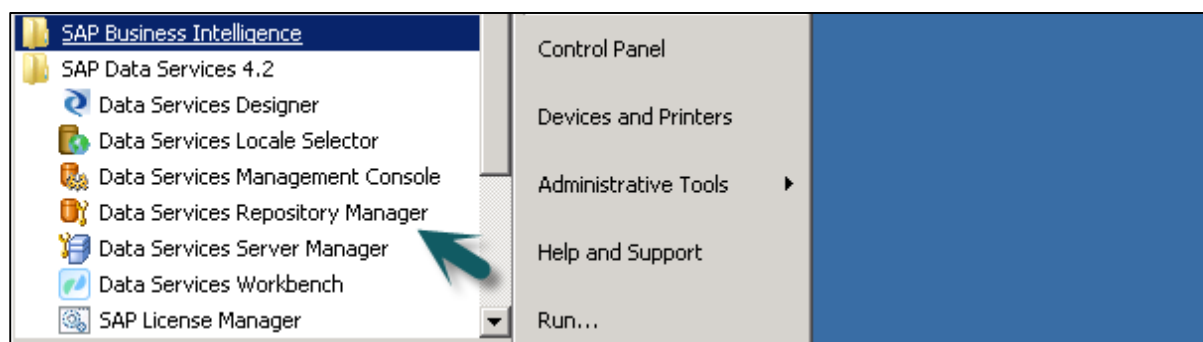 SAP Business Intelligence
SAP Data Services 4.2
Data Services Designer
Data Services Locale Selector
Data Services Management Console
Data Services Repository Manager
Data Services Server Manager
Data Services Workbench
SAP License Manager
Control Panel
Devices and Printers
Administrative Tools
Help and Support
Run...